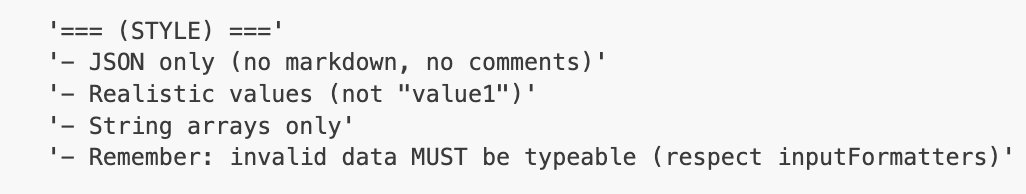 '=== (STYLE) ==='
'- JSON only (no markdown, no comments)'
'- Realistic values (not "value1")'
'- String arrays only'
'- Remember: invalid data MUST be typeable (respect inputFormatters)'